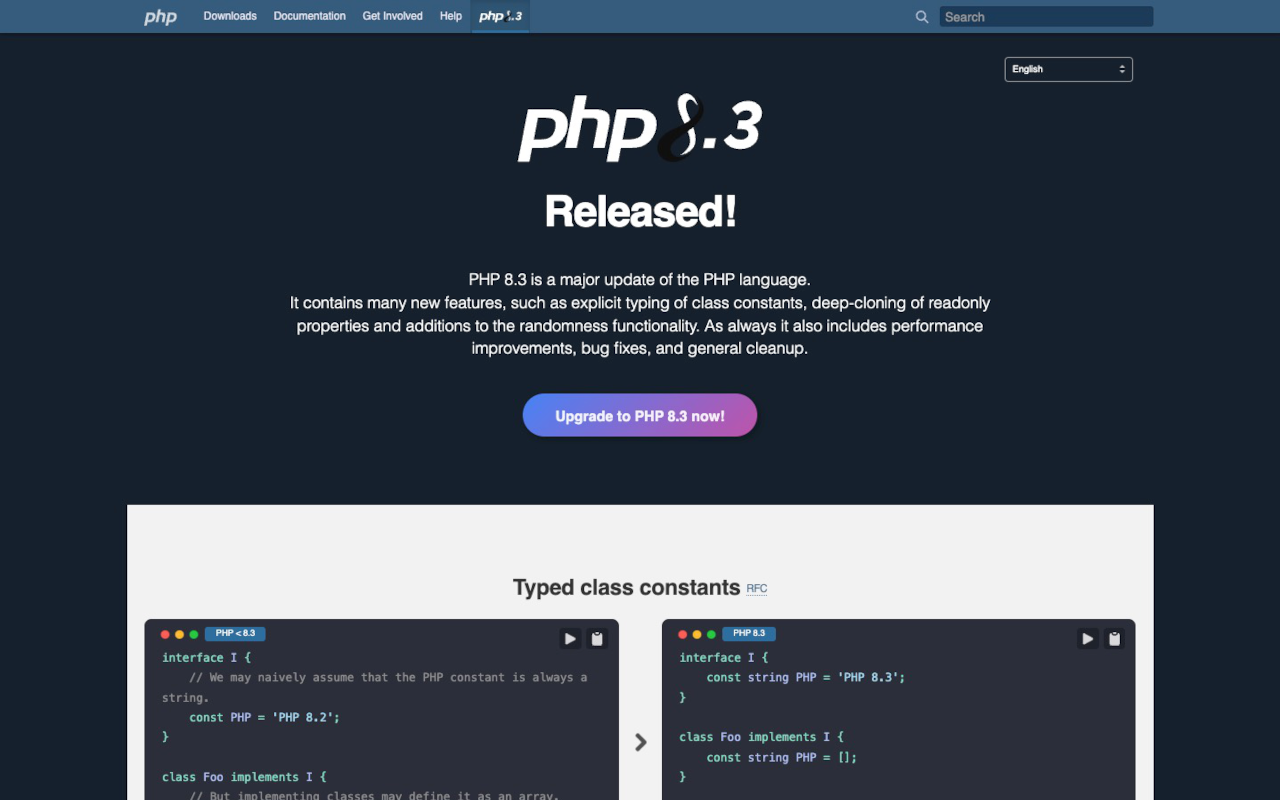 php Downloads Documentation Get Involved Help php8.3 Search
English
php8.3
Released!
PHP 8.3 is a major update of the PHP language.
It contains many new features, such as explicit typing of class constants, deep-cloning of readonly
properties and additions to the randomness functionality. As always it also includes performance
improvements, bug fixes, and general cleanup.
Upgrade to PHP 8.3 now!
Typed class constants RFC
PHP < 8.3
interface I {
    // We may naively assume that the PHP constant is always a
string.
    const PHP = 'PHP 8.2';
}
class Foo implements I {
    // But implementing classes may define it as an array.
PHP 8.3
interface I {
    const string PHP = 'PHP 8.3';
}
class Foo implements I {
    const string PHP = [];
}